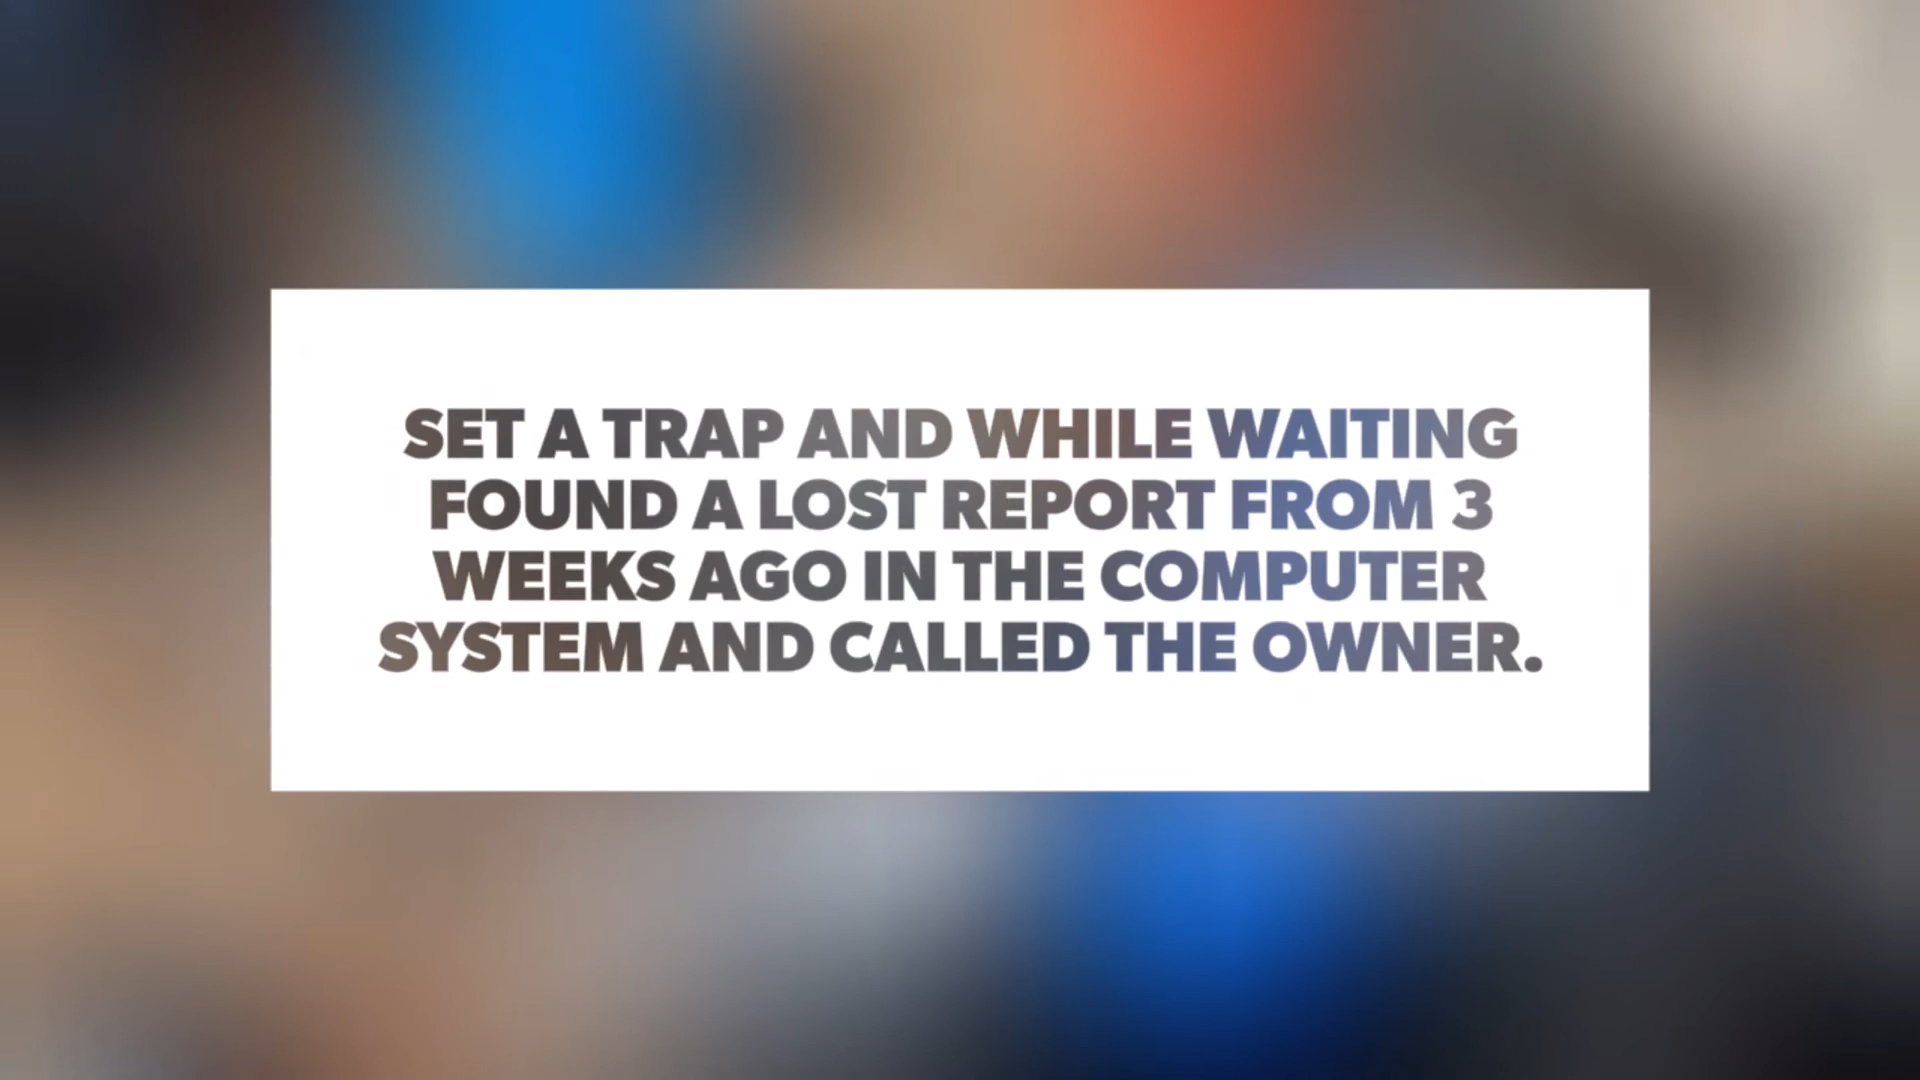 SET A TRAP AND WHILE WAITING
FOUND A LOST REPORT FROM 3
WEEKS AGO IN THE COMPUTER
SYSTEM AND CALLED THE OWNER.